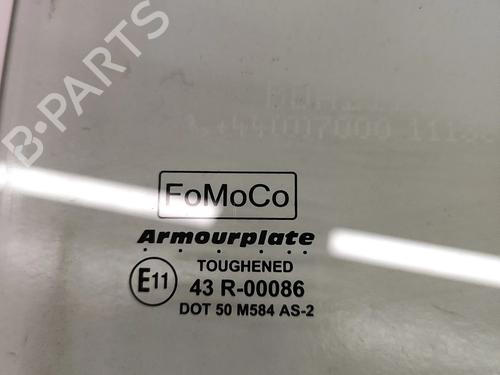 B-PARTS
FoMoCo
Armourplate
TOUGHENED
E11 43 R-00086
DOT 50 M584 AS-2